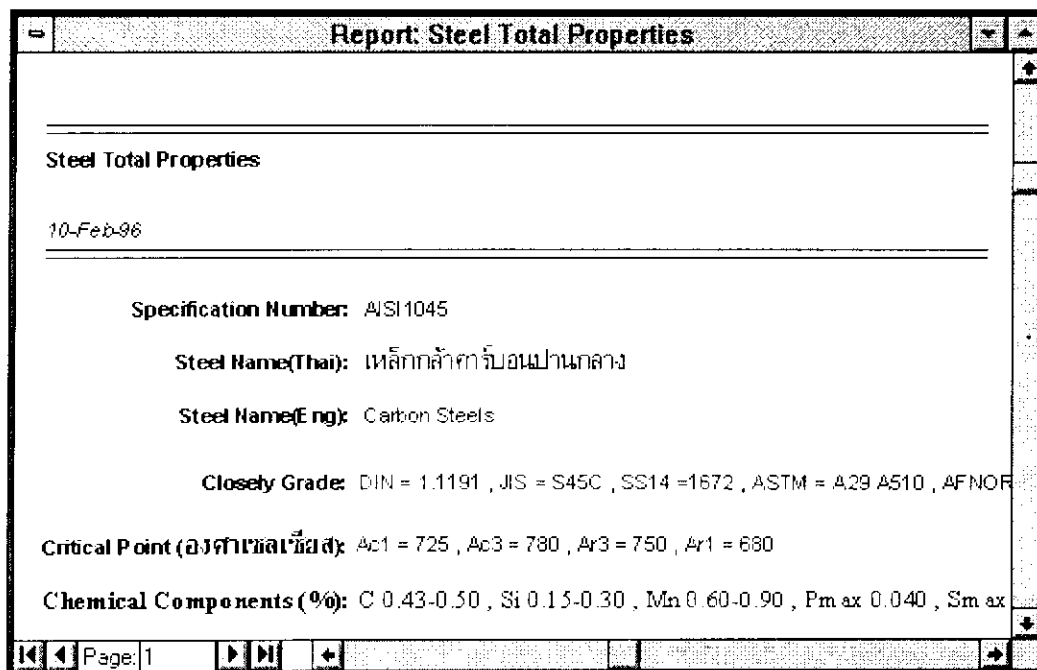 Report: Steel Total Properties
Steel Total Properties
10-Feb-96
Specification Number: AISI1045
Steel Name(Thai): เหล็กกล้าคาร์บอนปานกลาง
Steel Name(Eng): Carbon Steels
Closely Grade: DIN = 1.1191 , JIS = S45C , SS14 =1672 , ASTM = A29 A510 , AFNOR
Critical Point (องศาเซลเซียส): Ac1 = 725 , Ac3 = 780 , Ar3 = 750 , Ar1 = 680
Chemical Components (%): C 0.43-0.50 , Si 0.15-0.30 , Mn 0.60-0.90 , Pmax 0.040 , Smax
Page: 1